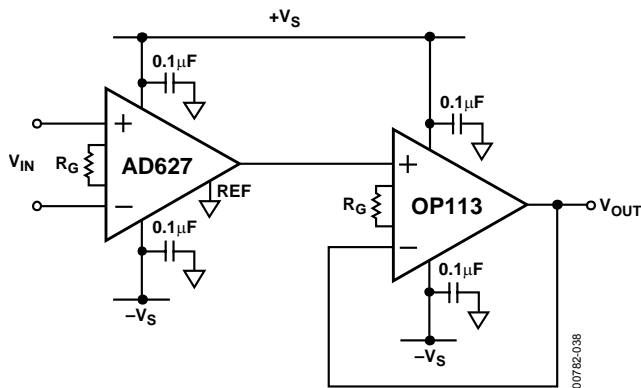 +VS
0.1µF
0.1µF
+
VIN
RG
AD627
REF
−
0.1µF
−VS
+
RG
OP113
VOUT
−
0.1µF
−VS
00782-038